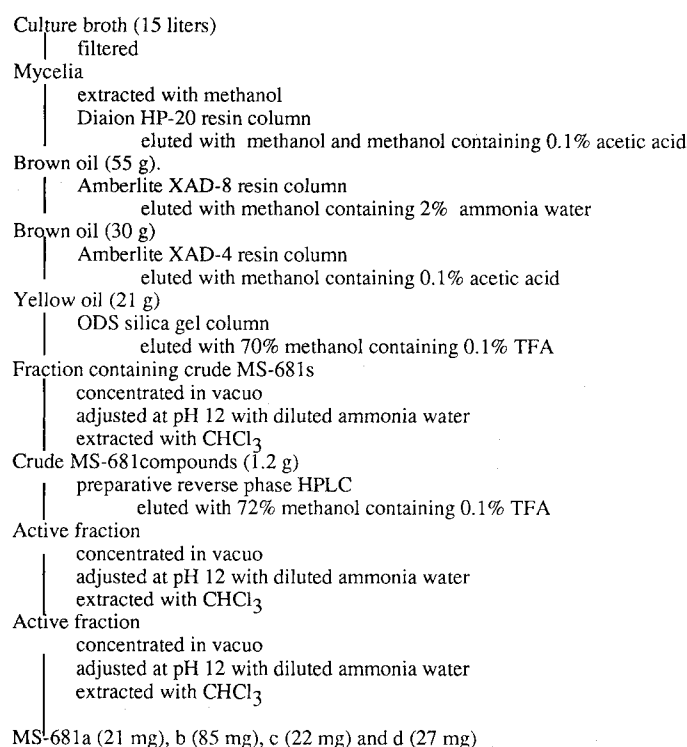 Culture broth (15 liters)
filtered
Mycelia
extracted with methanol
Diaion HP-20 resin column
eluted with methanol and methanol containing 0.1% acetic acid
Brown oil (55 g).
Amberlite XAD-8 resin column
eluted with methanol containing 2% ammonia water
Brown oil (30 g)
Amberlite XAD-4 resin column
eluted with methanol containing 0.1% acetic acid
Yellow oil (21 g)
ODS silica gel column
eluted with 70% methanol containing 0.1% TFA
Fraction containing crude MS-681s
concentrated in vacuo
adjusted at pH 12 with diluted ammonia water
extracted with CHCl3
Crude MS-681compounds (1.2 g)
preparative reverse phase HPLC
eluted with 72% methanol containing 0.1% TFA
Active fraction
concentrated in vacuo
adjusted at pH 12 with diluted ammonia water
extracted with CHCl3
Active fraction
concentrated in vacuo
adjusted at pH 12 with diluted ammonia water
extracted with CHCl3
MS-681a (21 mg), b (85 mg), c (22 mg) and d (27 mg)